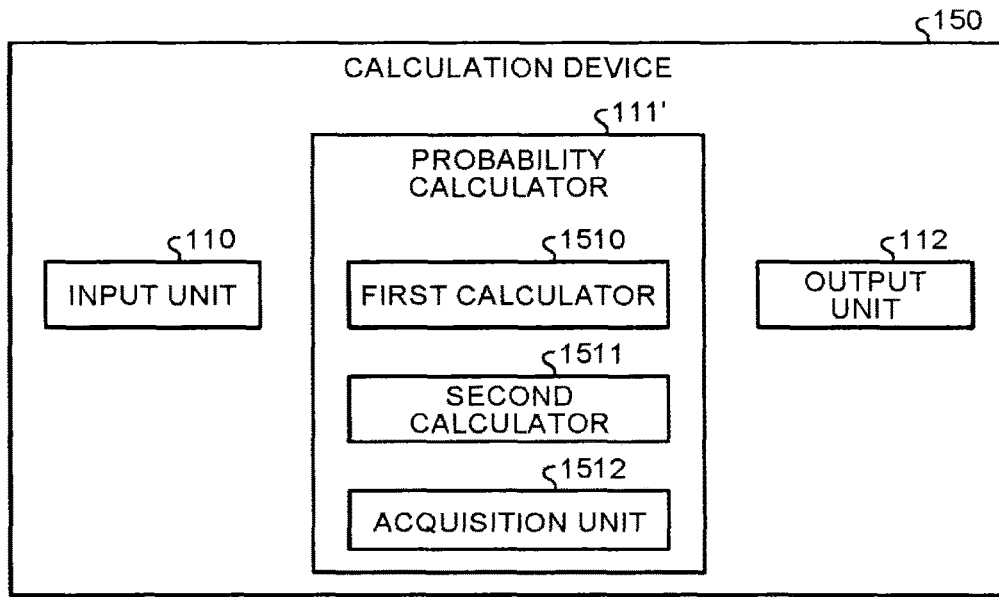 150
CALCULATION DEVICE
111'
PROBABILITY
CALCULATOR
110
INPUT UNIT
1510
FIRST CALCULATOR
112
OUTPUT
UNIT
1511
SECOND
CALCULATOR
1512
ACQUISITION UNIT